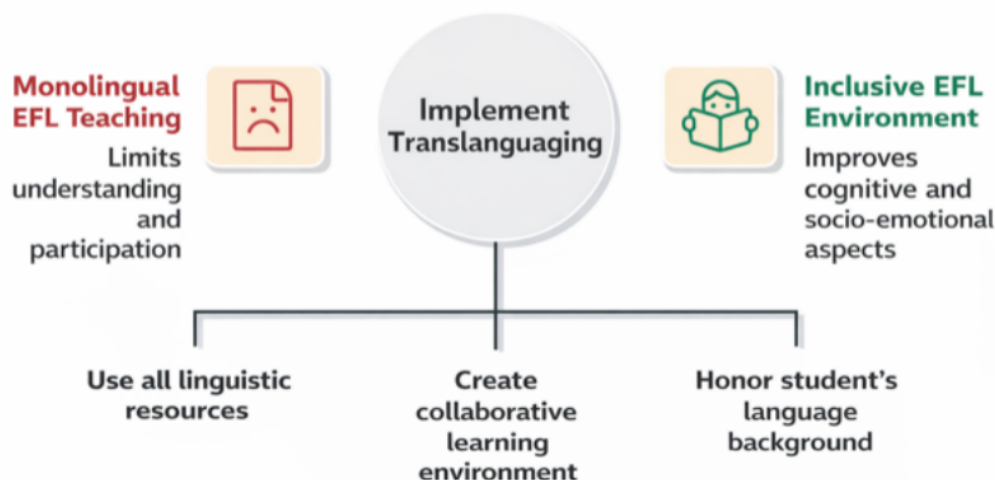 Monolingual
EFL Teaching
Limits
understanding
and
participation
Implement
Translanguaging
Inclusive EFL
Environment
Improves
cognitive and
socio-emotional
aspects
Use all linguistic
resources
Create
collaborative
learning
environment
Honor student's
language
background